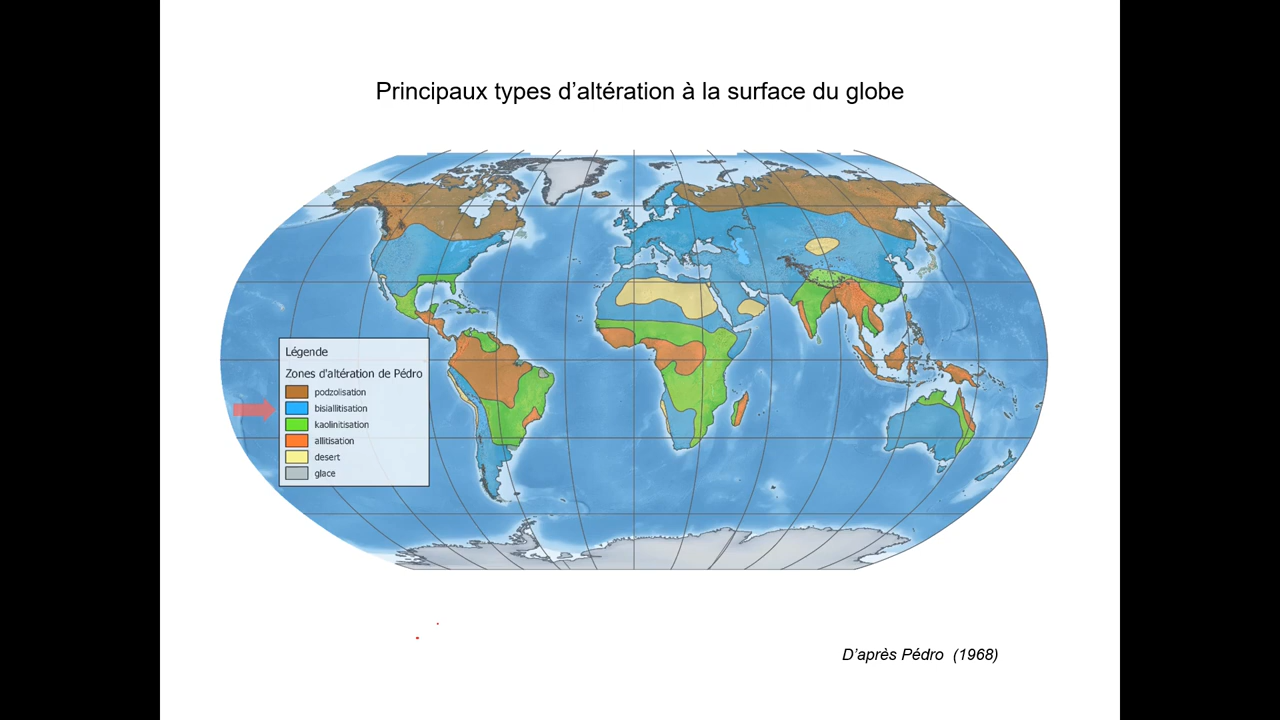 Principaux types d’altération à la surface du globe
Légende
Zones d'altération de Pédro
podzolisation
bisiallitisation
kaolinitisation
allitisation
desert
glace
D’après Pédro (1968)